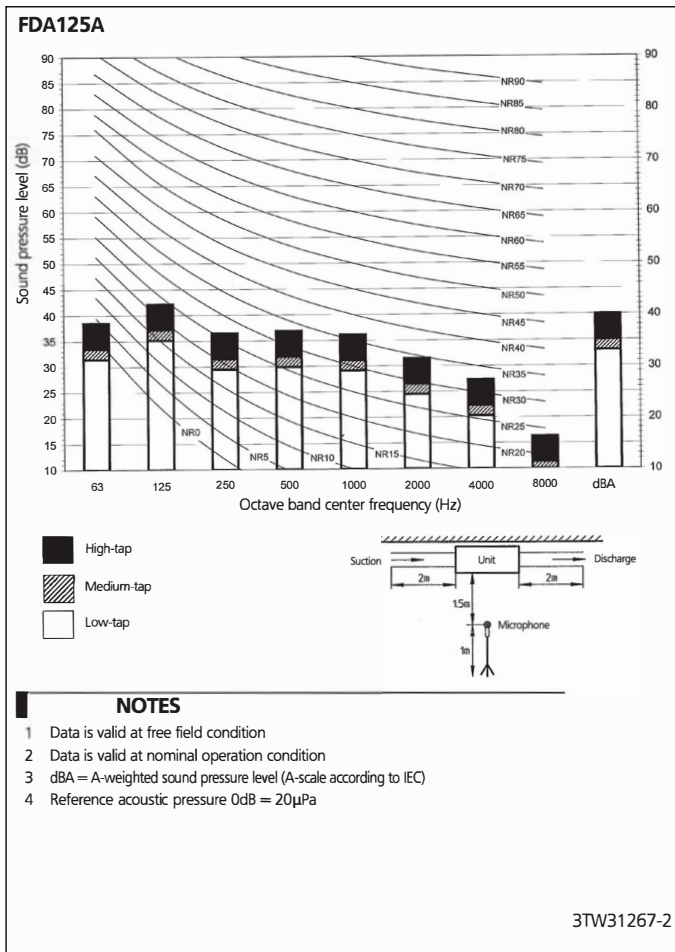 FDA125A
Sound pressure level (dB)
90
85
80
75
70
65
60
55
50
45
40
35
30
25
20
15
10
90
80
70
60
50
40
30
20
10
NR90
NR85
NR80
NR75
NR70
NR65
NR60
NR55
NR50
NR45
NR40
NR35
NR30
NR25
NR20
NR0
NR5
NR10
NR15
63 125 250 500 1000 2000 4000 8000 dBA
Octave band center frequency (Hz)
High-tap
Medium-tap
Low-tap
Suction Unit Discharge
2m 2m
1.5m
Microphone
1m
NOTES
1 Data is valid at free field condition
2 Data is valid at nominal operation condition
3 dBA = A-weighted sound pressure level (A-scale according to IEC)
4 Reference acoustic pressure 0dB = 20µPa
3TW31267-2